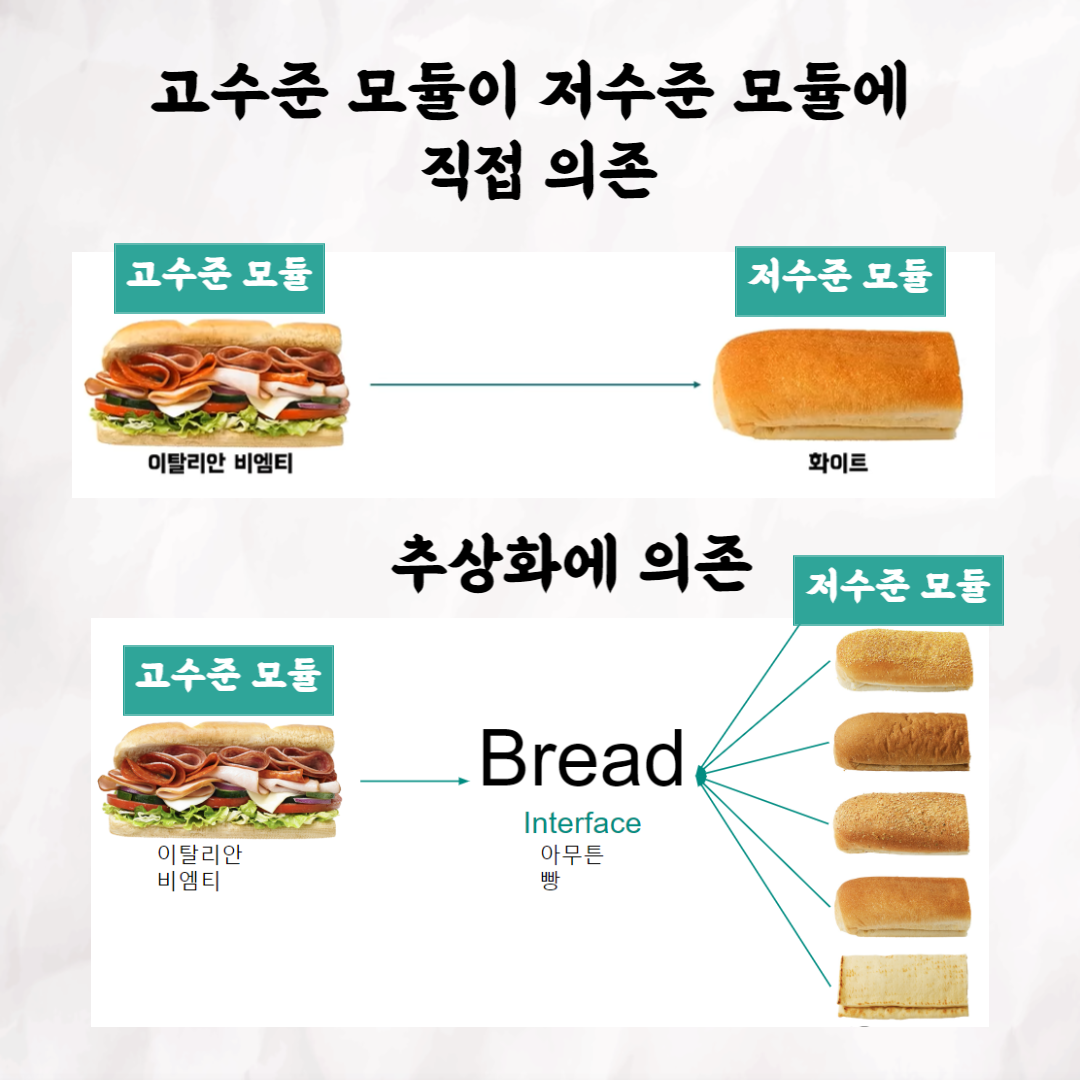 고수준 모듈이 저수준 모듈에
직접 의존
고수준 모듈
저수준 모듈
이탈리안 비엠티
화이트
추상화에 의존
저수준 모듈
고수준 모듈
Bread
Interface
이탈리안
비엠티
아무튼
빵